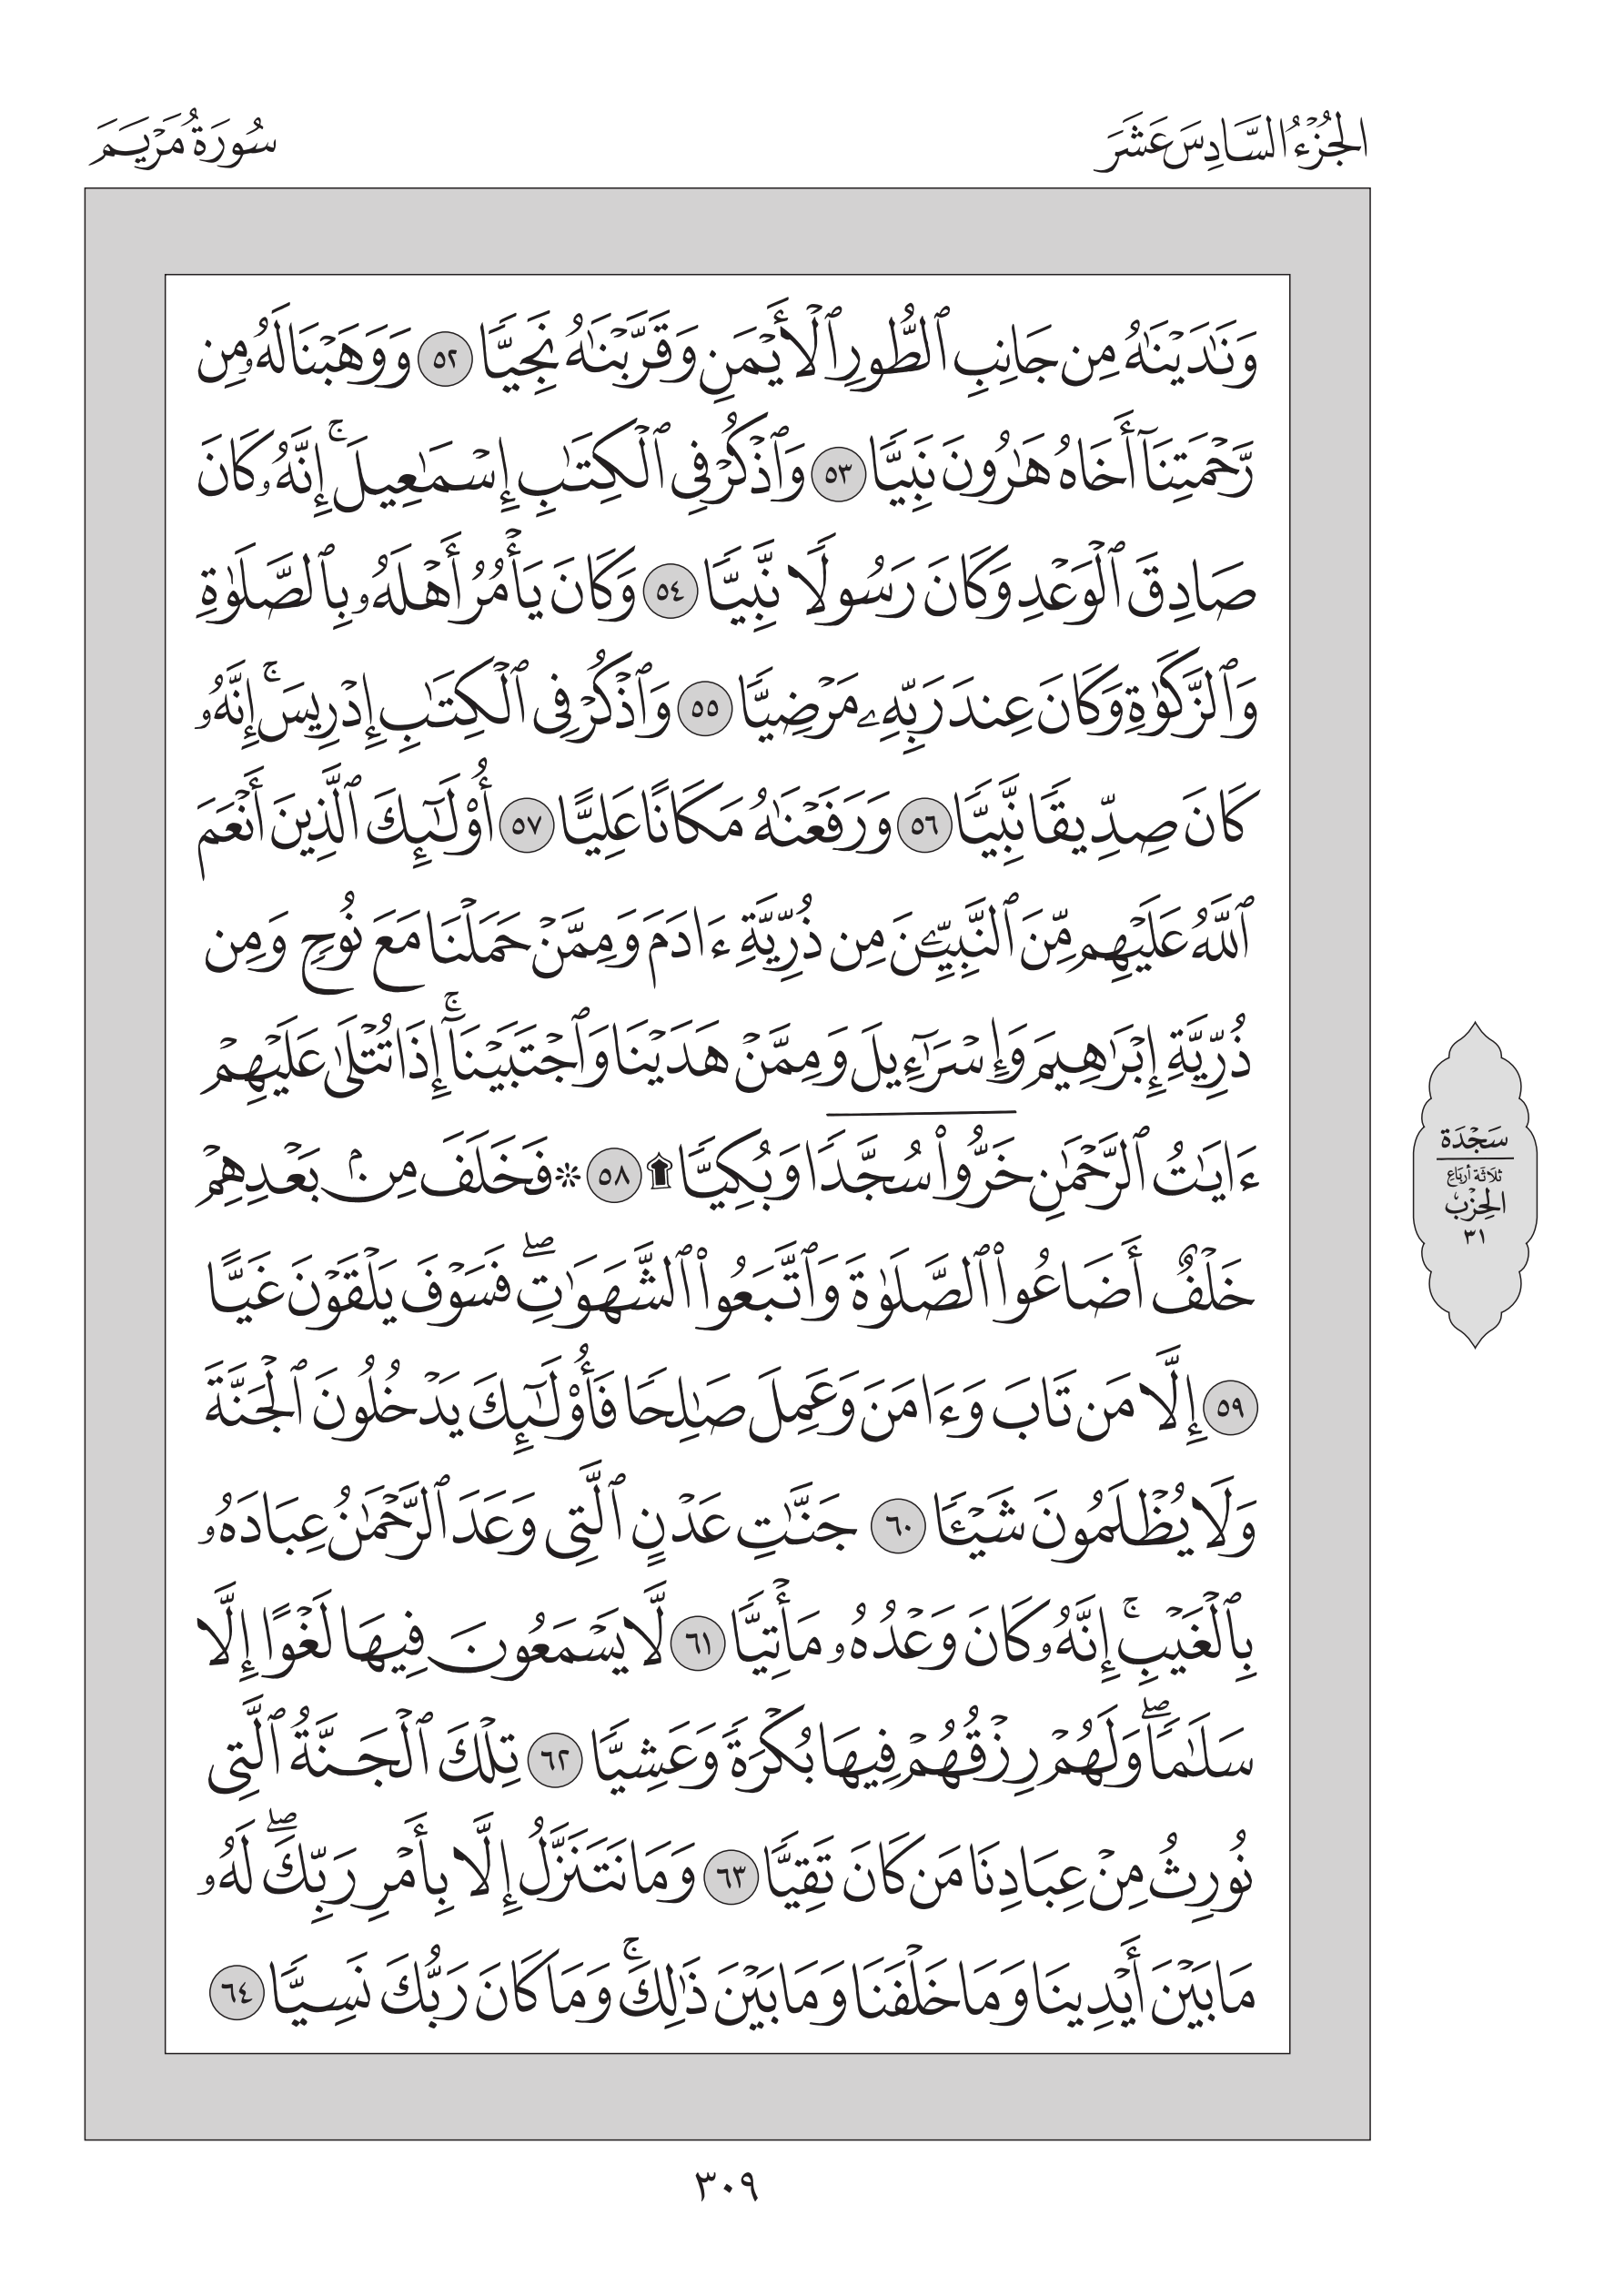 الجُزْءُ السَّادِسَ عَشَرَ
سُورَةُ مَرْيَمَ
وَنَٰدَيْنَٰهُ مِن جَانِبِ ٱلطُّورِ ٱلْأَيْمَنِ وَقَرَّبْنَٰهُ نَجِيًّا ٥٢ وَوَهَبْنَا لَهُۥ مِن
رَّحْمَتِنَآ أَخَاهُ هَٰرُونَ نَبِيًّا ٥٣ وَٱذْكُرْ فِى ٱلْكِتَٰبِ إِسْمَٰعِيلَ ۚ إِنَّهُۥ كَانَ
صَادِقَ ٱلْوَعْدِ وَكَانَ رَسُولًا نَّبِيًّا ٥٤ وَكَانَ يَأْمُرُ أَهْلَهُۥ بِٱلصَّلَوٰةِ
وَٱلزَّكَوٰةِ وَكَانَ عِندَ رَبِّهِۦ مَرْضِيًّا ٥٥ وَٱذْكُرْ فِى ٱلْكِتَٰبِ إِدْرِيسَ ۚ إِنَّهُۥ
كَانَ صِدِّيقًا نَّبِيًّا ٥٦ وَرَفَعْنَٰهُ مَكَانًا عَلِيًّا ٥٧ أُو۟لَٰٓئِكَ ٱلَّذِينَ أَنْعَمَ
ٱللَّهُ عَلَيْهِم مِّنَ ٱلنَّبِيِّۦنَ مِن ذُرِّيَّةِ ءَادَمَ وَمِمَّنْ حَمَلْنَا مَعَ نُوحٍ وَمِن
ذُرِّيَّةِ إِبْرَٰهِيمَ وَإِسْرَٰٓءِيلَ وَمِمَّنْ هَدَيْنَا وَٱجْتَبَيْنَآ ۚ إِذَا تُتْلَىٰ عَلَيْهِمْ
ءَايَٰتُ ٱلرَّحْمَٰنِ خَرُّوا۟ سُجَّدًا وَبُكِيًّا ۩ ٥٨ ۞ فَخَلَفَ مِنۢ بَعْدِهِمْ
خَلْفٌ أَضَاعُوا۟ ٱلصَّلَوٰةَ وَٱتَّبَعُوا۟ ٱلشَّهَوَٰتِ ۖ فَسَوْفَ يَلْقَوْنَ غَيًّا
٥٩ إِلَّا مَن تَابَ وَءَامَنَ وَعَمِلَ صَٰلِحًا فَأُو۟لَٰٓئِكَ يَدْخُلُونَ ٱلْجَنَّةَ
وَلَا يُظْلَمُونَ شَيْـًٔا ٦٠ جَنَّٰتِ عَدْنٍ ٱلَّتِى وَعَدَ ٱلرَّحْمَٰنُ عِبَادَهُۥ
بِٱلْغَيْبِ ۚ إِنَّهُۥ كَانَ وَعْدُهُۥ مَأْتِيًّا ٦١ لَّا يَسْمَعُونَ فِيهَا لَغْوًا إِلَّا
سَلَٰمًا ۖ وَلَهُمْ رِزْقُهُمْ فِيهَا بُكْرَةً وَعَشِيًّا ٦٢ تِلْكَ ٱلْجَنَّةُ ٱلَّتِى
نُورِثُ مِنْ عِبَادِنَا مَن كَانَ تَقِيًّا ٦٣ وَمَا نَتَنَزَّلُ إِلَّا بِأَمْرِ رَبِّكَ ۖ لَهُۥ
مَا بَيْنَ أَيْدِينَا وَمَا خَلْفَنَا وَمَا بَيْنَ ذَٰلِكَ ۚ وَمَا كَانَ رَبُّكَ نَسِيًّا ٦٤
سَجْدَة
ثلاثة أرباع
الحِزْب
٣١
٣٠٩